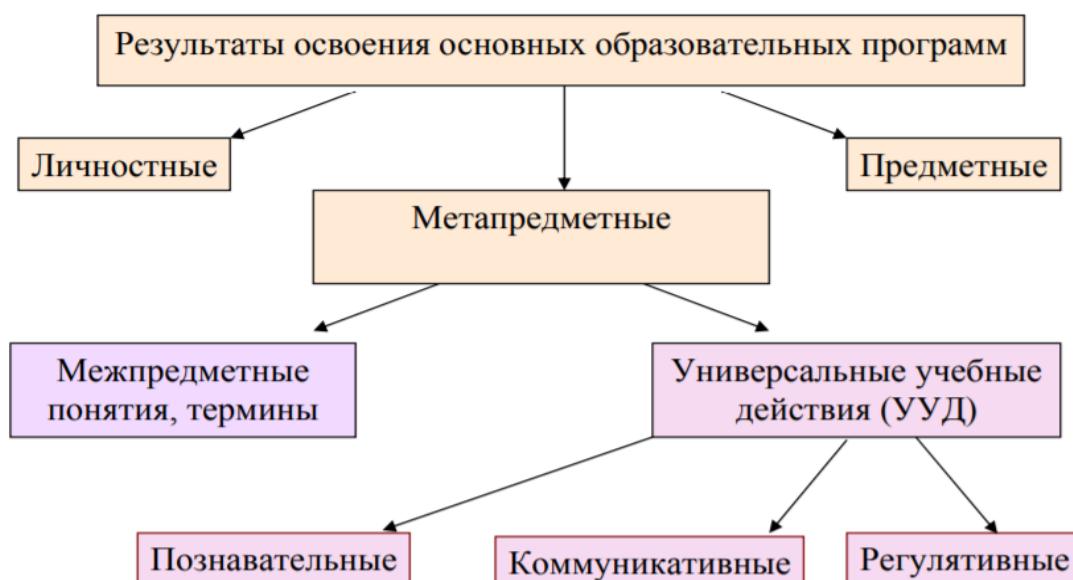 Результаты освоения основных образовательных программ
Личностные
Предметные
Метапредметные
Межпредметные
понятия, термины
Универсальные учебные
действия (УУД)
Познавательные
Коммуникативные
Регулятивные